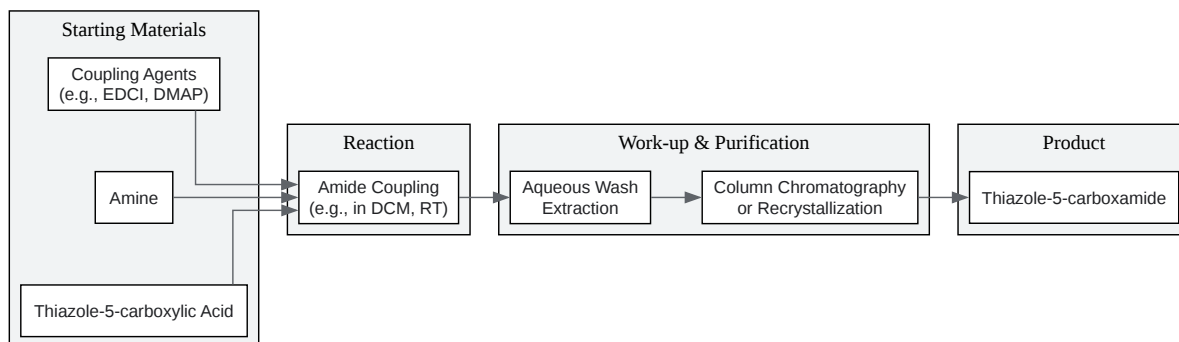 Starting Materials
Coupling Agents
(e.g., EDCI, DMAP)
Amine
Thiazole-5-carboxylic Acid
Reaction
Amide Coupling
(e.g., in DCM, RT)
Work-up & Purification
Aqueous Wash
Extraction
Column Chromatography
or Recrystallization
Product
Thiazole-5-carboxamide